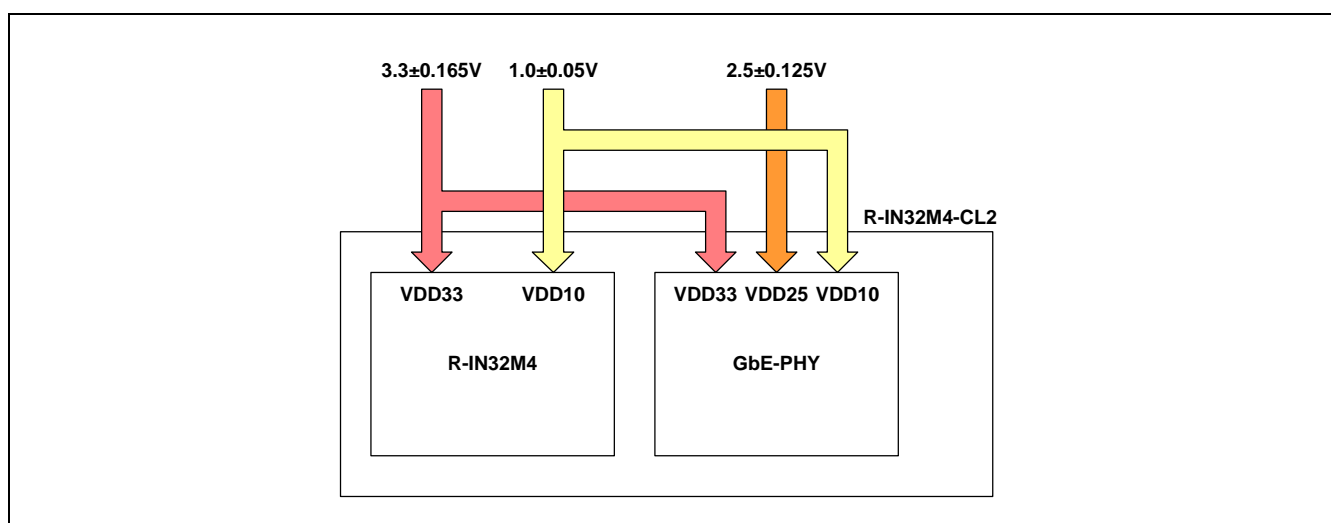 3.3±0.165V 1.0±0.05V 2.5±0.125V
R-IN32M4-CL2
VDD33 VDD10 VDD33 VDD25 VDD10
R-IN32M4 GbE-PHY